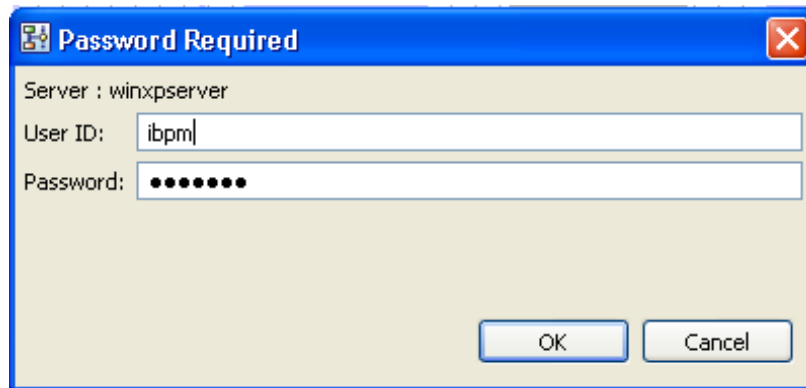 Password Required
Server : winxpserver
User ID: ibpm
Password: •••••••
OK Cancel